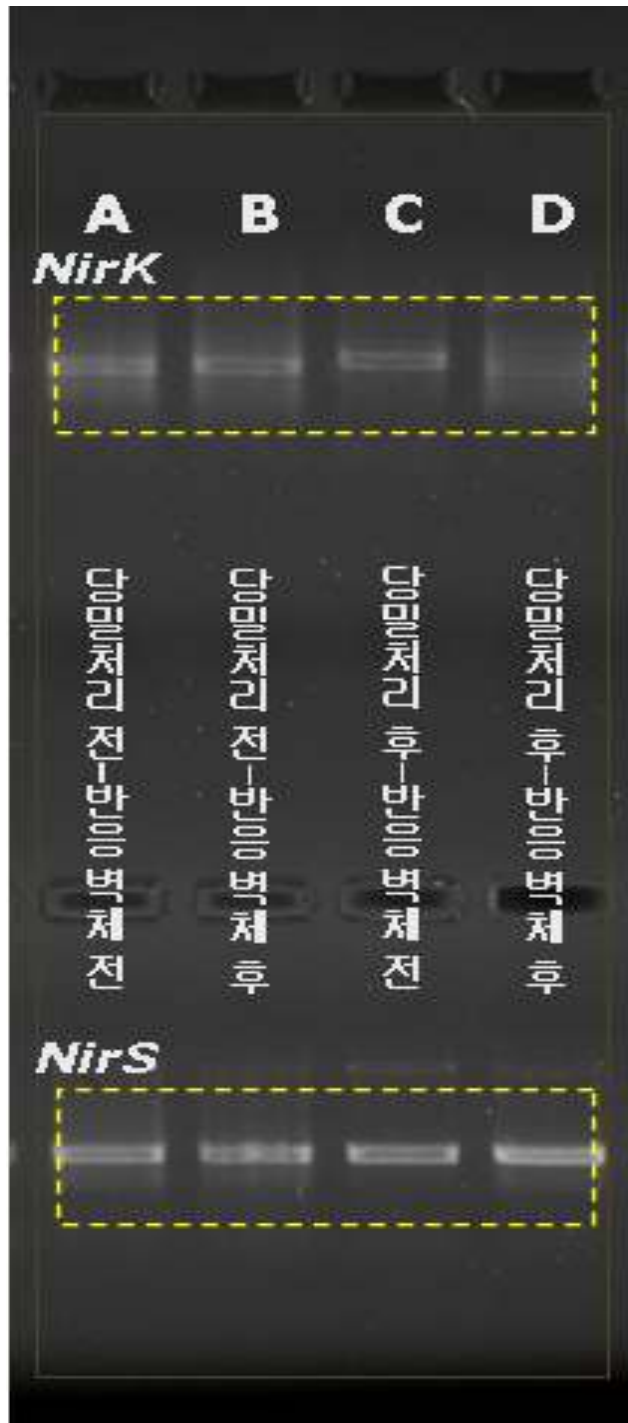 A B C D
NirK
당밀처리 전-반응벽체 전
당밀처리 전-반응벽체 후
당밀처리 후-반응벽체 전
당밀처리 후-반응벽체 후
NirS